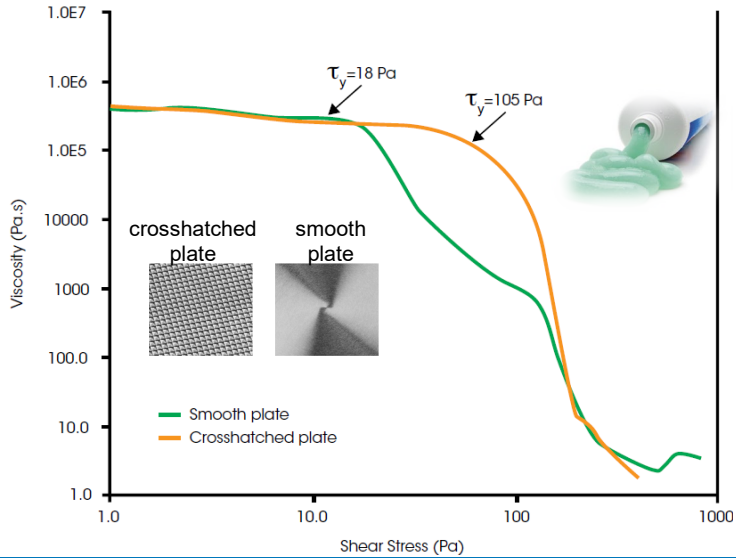 1.0E7
1.0E6
1.0E5
10000
1000
100.0
10.0
1.0
Viscosity (Pa.s)
τy=18 Pa
τy=105 Pa
crosshatched
plate
smooth
plate
Smooth plate
Crosshatched plate
1.0
10.0
100
1000
Shear Stress (Pa)